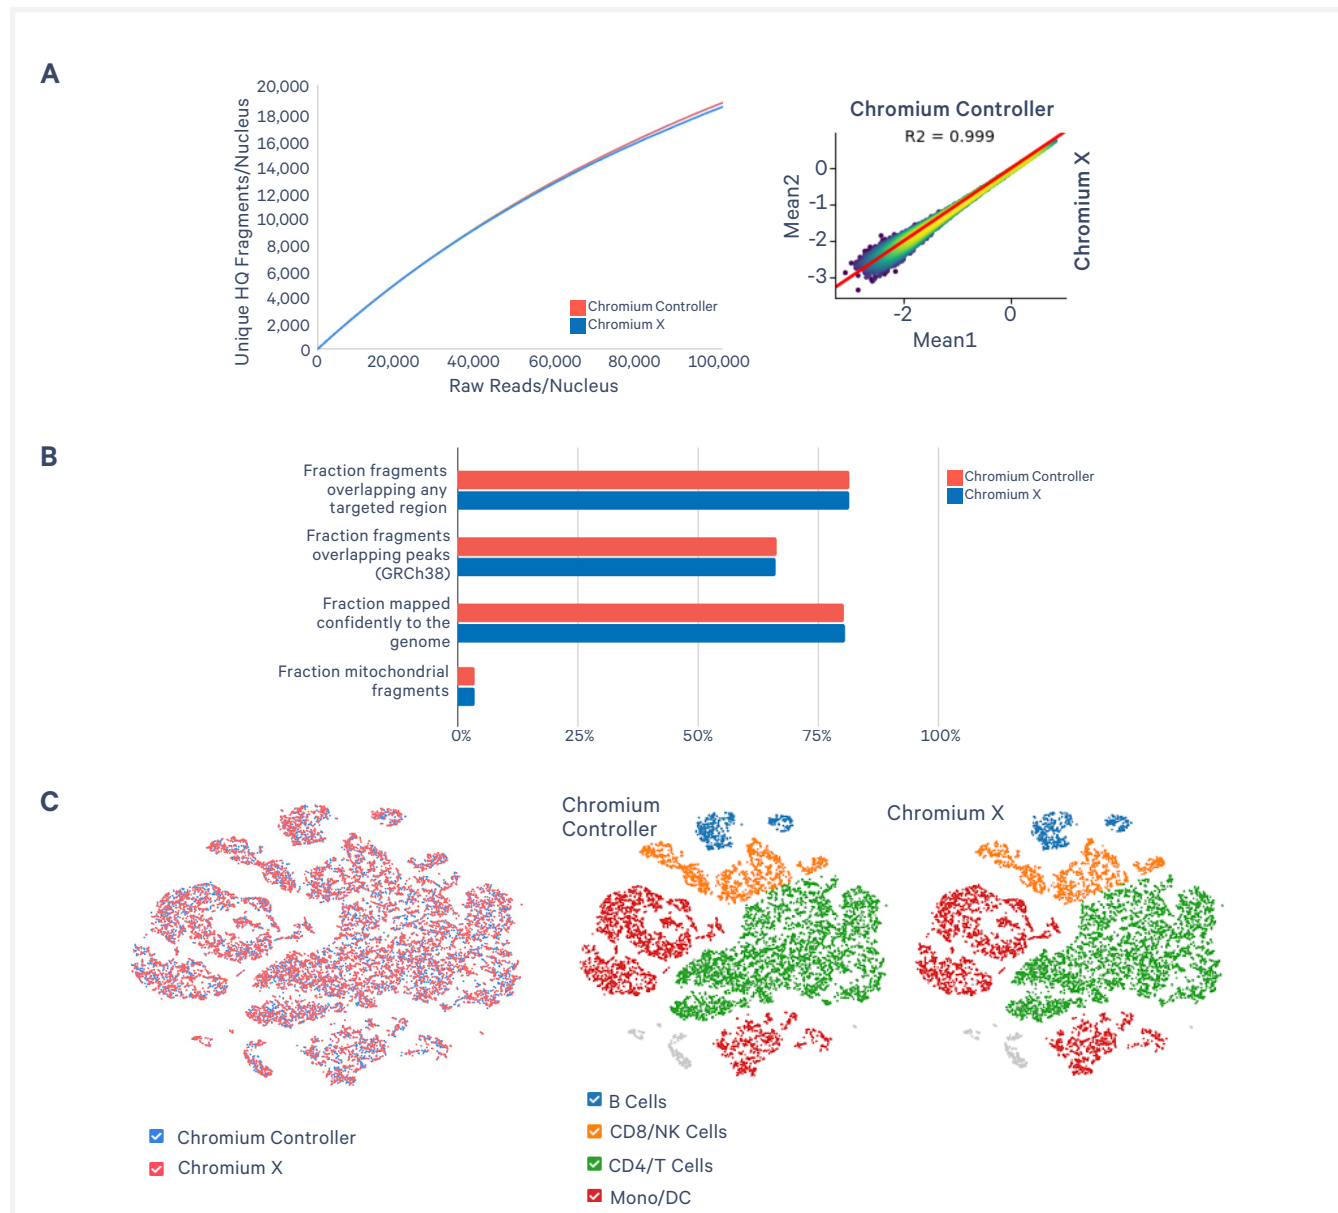 A
20,000
18,000
16,000
14,000
12,000
10,000
8,000
6,000
4,000
2,000
0
Unique HQ Fragments/Nucleus
0 20,000 40,000 60,000 80,000 100,000
Raw Reads/Nucleus
Chromium Controller
Chromium X
Chromium Controller
R2 = 0.999
Mean2
0
-1
-2
-3
-2 0
Mean1
Chromium X
B
Fraction fragments
overlapping any
targeted region
Fraction fragments
overlapping peaks
(GRCh38)
Fraction mapped
confidently to the
genome
Fraction mitochondrial
fragments
0% 25% 50% 75% 100%
Chromium Controller
Chromium X
C
Chromium
Controller
Chromium X
Chromium Controller
Chromium X
B Cells
CD8/NK Cells
CD4/T Cells
Mono/DC